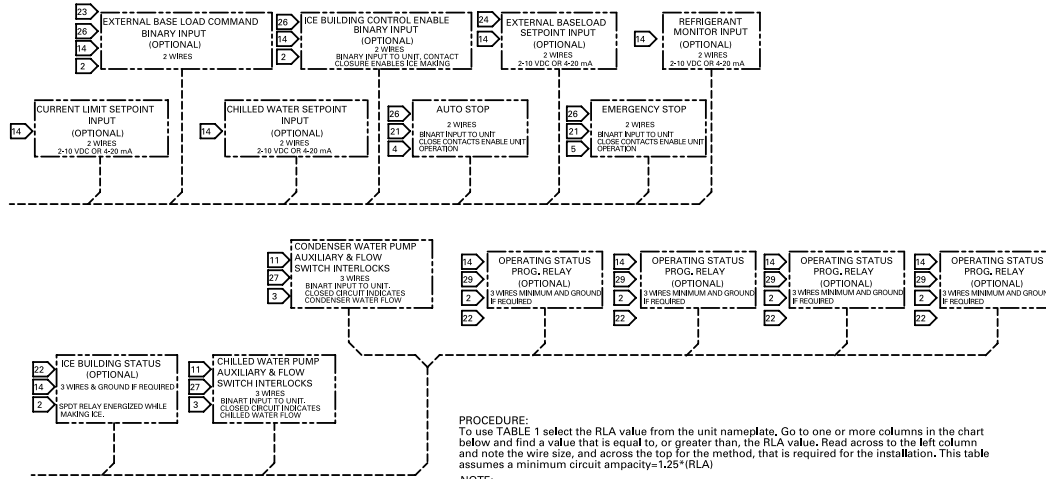 23
26
14
2
EXTERNAL BASE LOAD COMMAND
BINARY INPUT
(OPTIONAL)
2 WIRES
26
14
2
ICE BUILDING CONTROL ENABLE
BINARY INPUT
(OPTIONAL)
2 WIRES
BINARY INPUT TO UNIT, CONTACT
CLOSURE ENABLES ICE MAKING
24
14
EXTERNAL BASELOAD
SETPOINT INPUT
(OPTIONAL)
2 WIRES
2-10 VDC OR 4-20 mA
14
REFRIGERANT
MONITOR INPUT
(OPTIONAL)
2 WIRES
2-10 VDC OR 4-20 mA
14
CURRENT LIMIT SETPOINT
INPUT
(OPTIONAL)
2 WIRES
2-10 VDC OR 4-20 mA
14
CHILLED WATER SETPOINT
INPUT
(OPTIONAL)
2 WIRES
2-10 VDC OR 4-20 mA
26
21
4
AUTO STOP
2 WIRES
BINART INPUT TO UNIT
CLOSE CONTACTS ENABLE UNIT
OPERATION
26
21
5
EMERGENCY STOP
2 WIRES
BINART INPUT TO UNIT
CLOSE CONTACTS ENABLE UNIT
OPERATION
11
27
3
CONDENSER WATER PUMP
AUXILIARY & FLOW
SWITCH INTERLOCKS
3 WIRES
BINART INPUT TO UNIT.
CLOSED CIRCUIT INDICATES
CONDENSER WATER FLOW
14
29
2
22
OPERATING STATUS
PROG. RELAY
(OPTIONAL)
3 WIRES MINIMUM AND GROUND
IF REQUIRED
14
29
2
22
OPERATING STATUS
PROG. RELAY
(OPTIONAL)
3 WIRES MINIMUM AND GROUND
IF REQUIRED
14
29
2
22
OPERATING STATUS
PROG. RELAY
(OPTIONAL)
3 WIRES MINIMUM AND GROUND
IF REQUIRED
14
29
2
22
OPERATING STATUS
PROG. RELAY
(OPTIONAL)
3 WIRES MINIMUM AND GROUN
IF REQUIRED
22
14
2
ICE BUILDING STATUS
(OPTIONAL)
3 WIRES & GROUND IF REQUIRED
SPDT RELAY ENERGIZED WHILE
MAKING ICE.
11
27
3
CHILLED WATER PUMP
AUXILIARY & FLOW
SWITCH INTERLOCKS
3 WIRES
BINART INPUT TO UNIT.
CLOSED CIRCUIT INDICATES
CHILLED WATER FLOW
PROCEDURE:
To use TABLE 1 select the RLA value from the unit nameplate. Go to one or more columns in the chart
below and find a value that is equal to, or greater than, the RLA value. Read across to the left column
and note the wire size, and across the top for the method, that is required for the installation. This table
assumes a minimum circuit ampacity=1.25*(RLA)
NOTE: